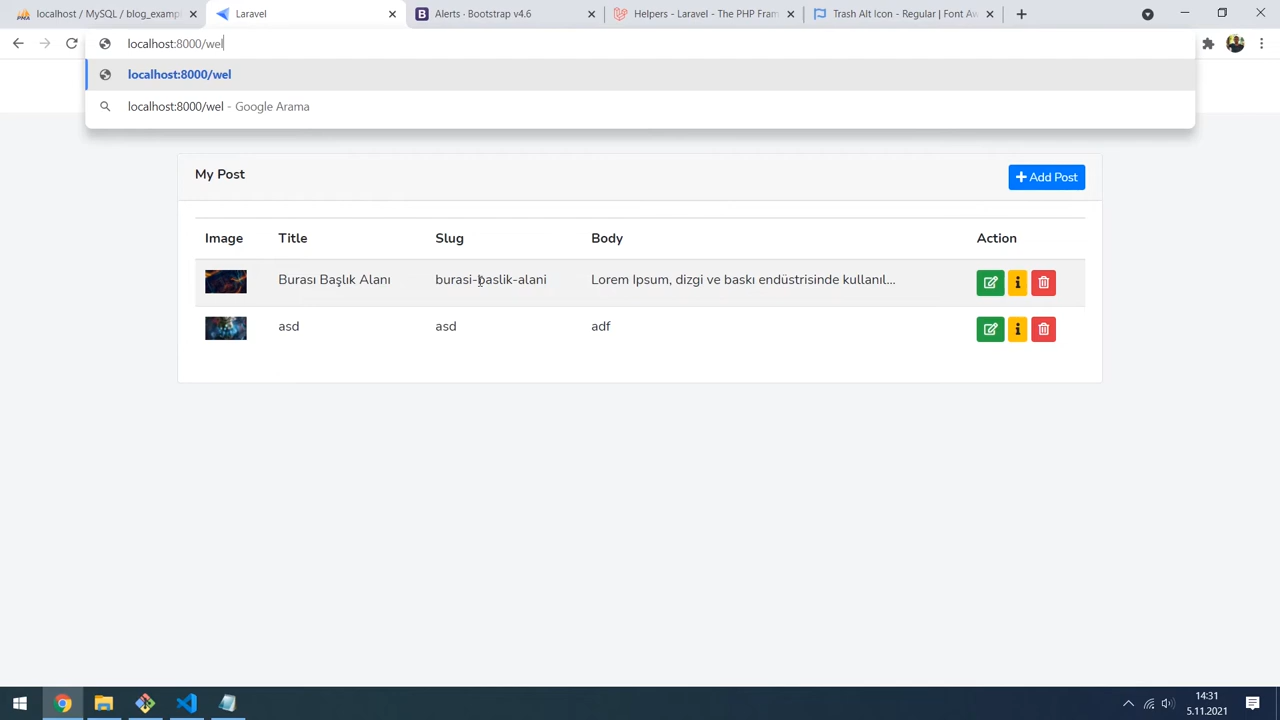 localhost / MySQL / blog_examp
Laravel
Alerts · Bootstrap v4.6
Helpers - Laravel - The PHP Fram
Trash Alt Icon - Regular | Font Aw
localhost:8000/wel
localhost:8000/wel
localhost:8000/wel - Google Arama
My Post
Add Post
Image Title Slug Body Action
Burası Başlık Alanı burasi-baslik-alani Lorem Ipsum, dizgi ve baskı endüstrisinde kullanıl...
asd asd adf
14:31
5.11.2021